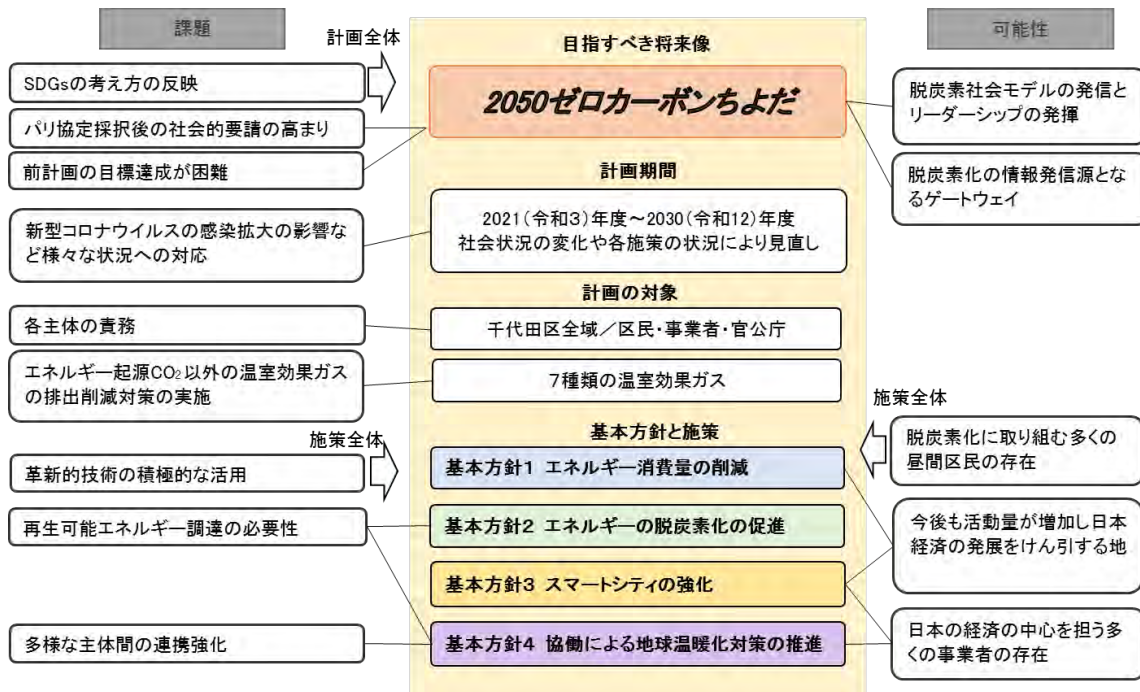 課題
計画全体
SDGsの考え方の反映
パリ協定採択後の社会的要請の高まり
前計画の目標達成が困難
新型コロナウイルスの感染拡大の影響など様々な状況への対応
各主体の責務
エネルギー起源CO₂以外の温室効果ガスの排出削減対策の実施
施策全体
革新的技術の積極的な活用
再生可能エネルギー調達の必要性
多様な主体間の連携強化
目指すべき将来像
2050ゼロカーボンちよだ
計画期間
2021(令和3)年度~2030(令和12)年度
社会状況の変化や各施策の状況により見直し
計画の対象
千代田区全域/区民・事業者・官公庁
7種類の温室効果ガス
基本方針と施策
基本方針1 エネルギー消費量の削減
基本方針2 エネルギーの脱炭素化の促進
基本方針3 スマートシティの強化
基本方針4 協働による地球温暖化対策の推進
可能性
脱炭素社会モデルの発信と
リーダーシップの発揮
脱炭素化の情報発信源とな
るゲートウェイ
施策全体
脱炭素化に取り組む多くの
昼間区民の存在
今後も活動量が増加し日本
経済の発展をけん引する地
日本の経済の中心を担う多
くの事業者の存在